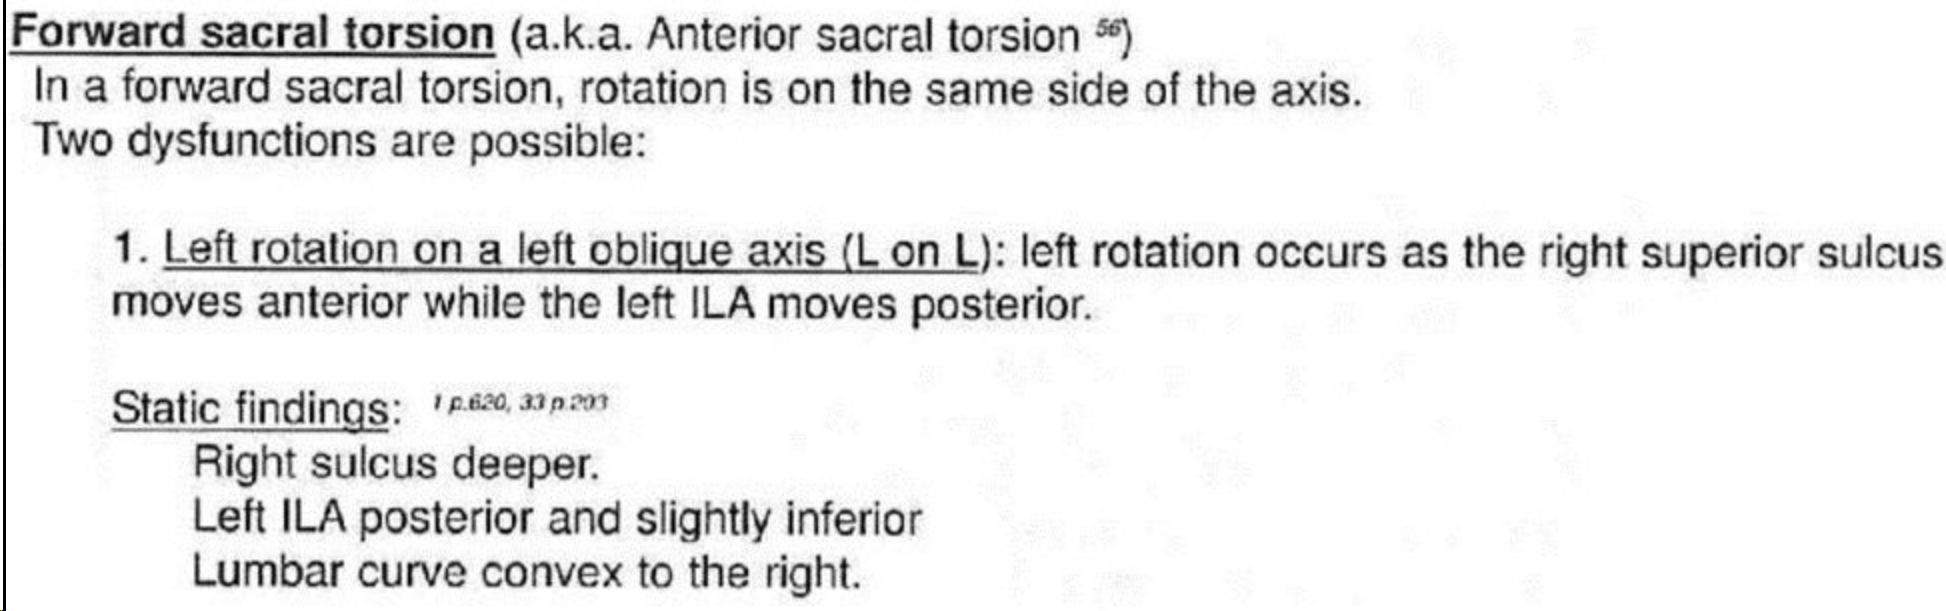 Forward sacral torsion (a.k.a. Anterior sacral torsion 56)
In a forward sacral torsion, rotation is on the same side of the axis.
Two dysfunctions are possible:
1. Left rotation on a left oblique axis (L on L): left rotation occurs as the right superior sulcus
moves anterior while the left ILA moves posterior.
Static findings: 1 p.620, 33 p.203
Right sulcus deeper.
Left ILA posterior and slightly inferior
Lumbar curve convex to the right.